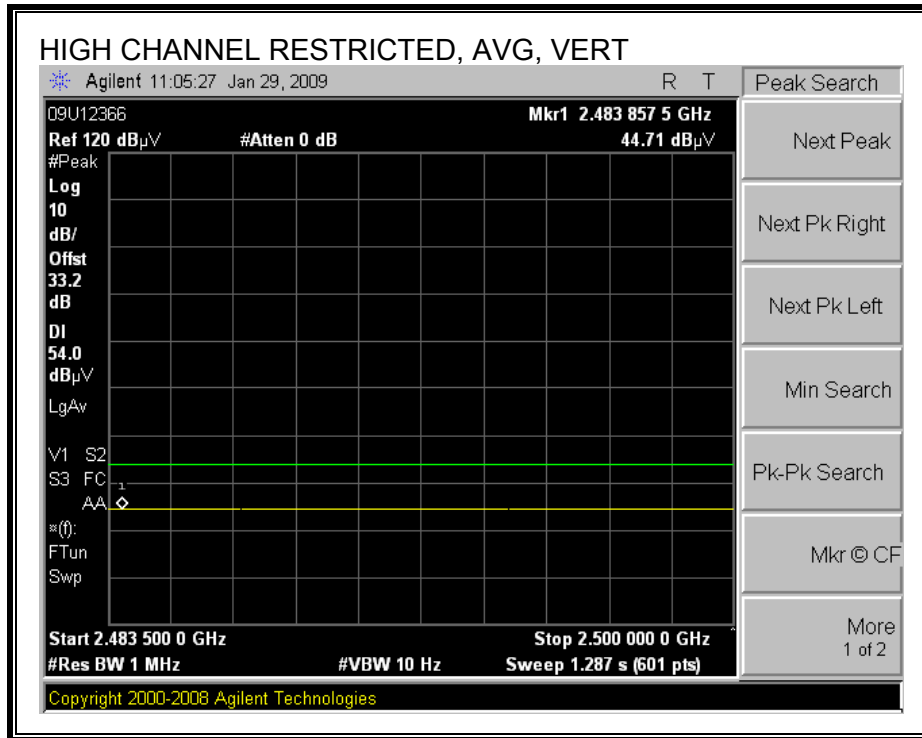 HIGH CHANNEL RESTRICTED, AVG, VERT
Agilent 11:05:27 Jan 29, 2009 R T
Peak Search
09U12366
Mkr1 2.483 857 5 GHz
Ref 120 dBµV #Atten 0 dB 44.71 dBµV
#Peak
Log
10
dB/
Offst
33.2
dB
DI
54.0
dBµV
LgAv
V1 S2
S3 FC
AA
1
¤(f):
FTun
Swp
Start 2.483 500 0 GHz Stop 2.500 000 0 GHz
#Res BW 1 MHz #VBW 10 Hz Sweep 1.287 s (601 pts)
Next Peak
Next Pk Right
Next Pk Left
Min Search
Pk-Pk Search
Mkr © CF
More
1 of 2
Copyright 2000-2008 Agilent Technologies